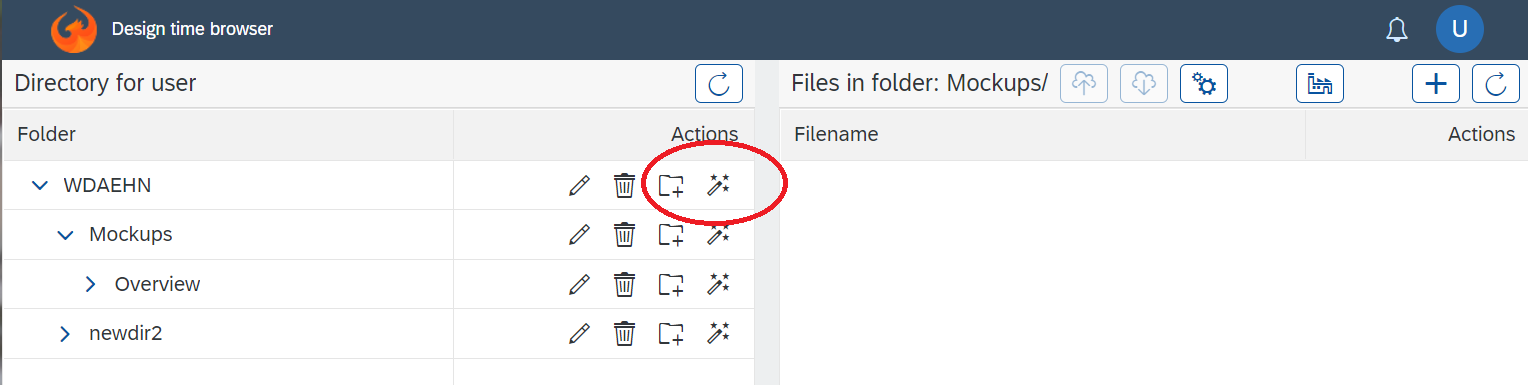 Design time browser
U
Directory for user
Files in folder: Mockups/
Folder
Actions
Filename
Actions
WDAEHN
Mockups
Overview
newdir2